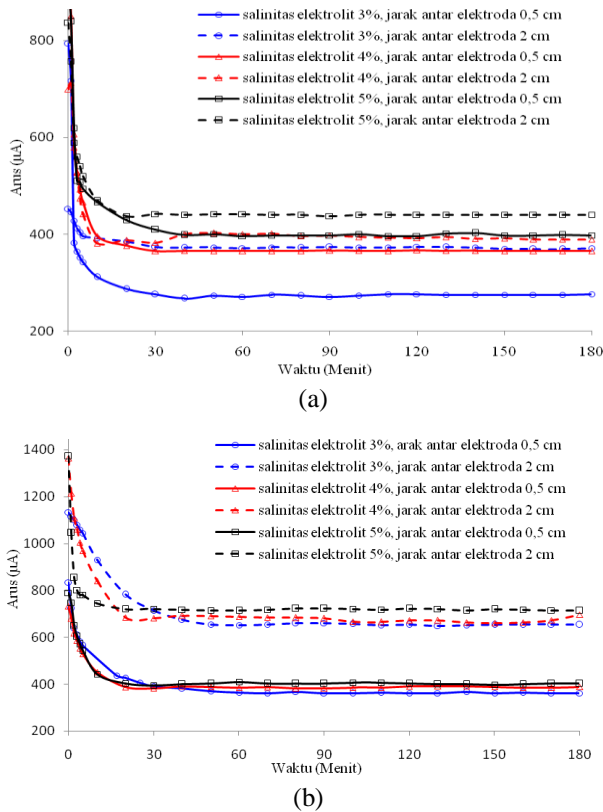 salinitas elektrolit 3%, jarak antar elektroda 0,5 cm
salinitas elektrolit 3%, jarak antar elektroda 2 cm
salinitas elektrolit 4%, jarak antar elektroda 0,5 cm
salinitas elektrolit 4%, jarak antar elektroda 2 cm
salinitas elektrolit 5%, jarak antar elektroda 0,5 cm
salinitas elektrolit 5%, jarak antar elektroda 2 cm
Arus (µA)
800
600
400
200
0 30 60 90 120 150 180
Waktu (Menit)
(a)
salinitas elektrolit 3%, arak antar elektroda 0,5 cm
salinitas elektrolit 3%, jarak antar elektroda 2 cm
salinitas elektrolit 4%, jarak antar elektroda 0,5 cm
salinitas elektrolit 4%, jarak antar elektroda 2 cm
salinitas elektrolit 5%, jarak antar elektroda 0,5 cm
salinitas elektrolit 5%, jarak antar elektroda 2 cm
Arus (µA)
1400
1200
1000
800
600
400
200
0 30 60 90 120 150 180
Waktu (Menit)
(b)